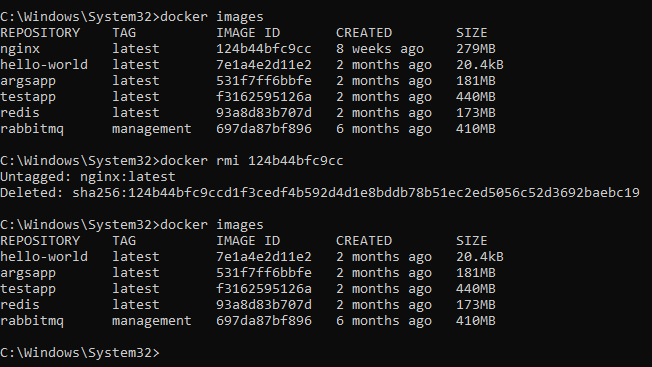 C:\Windows\System32>docker images
REPOSITORY    TAG          IMAGE ID       CREATED        SIZE
nginx         latest       124b44bfc9cc   8 weeks ago    279MB
hello-world   latest       7e1a4e2d11e2   2 months ago   20.4kB
argsapp       latest       531f7ff6bbfe   2 months ago   181MB
testapp       latest       f3162595126a   2 months ago   440MB
redis         latest       93a8d83b707d   2 months ago   173MB
rabbitmq      management   697da87bf896   6 months ago   410MB
C:\Windows\System32>docker rmi 124b44bfc9cc
Untagged: nginx:latest
Deleted: sha256:124b44bfc9ccd1f3cedf4b592d4d1e8bddb78b51ec2ed5056c52d3692baebc19
C:\Windows\System32>docker images
REPOSITORY    TAG          IMAGE ID       CREATED        SIZE
hello-world   latest       7e1a4e2d11e2   2 months ago   20.4kB
argsapp       latest       531f7ff6bbfe   2 months ago   181MB
testapp       latest       f3162595126a   2 months ago   440MB
redis         latest       93a8d83b707d   2 months ago   173MB
rabbitmq      management   697da87bf896   6 months ago   410MB
C:\Windows\System32>